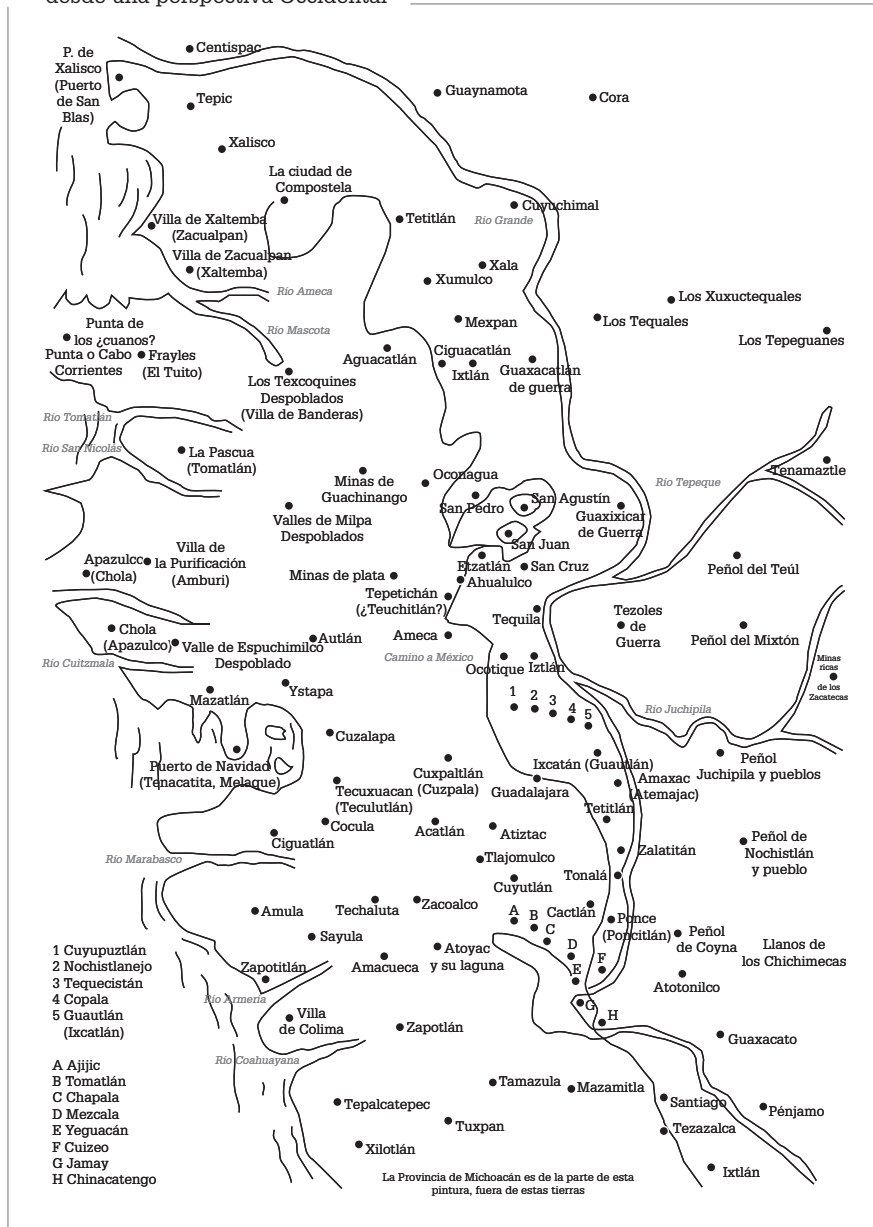 desde una perspectiva Occidental
P. de
Xalisco
(Puerto
de San
Blas)
Centispac
Tepic
Guaynamota
Cora
Xalisco
La ciudad de
Compostela
Cuyuchimal
Tetitlán
Río Grande
Villa de Xaltemba
(Zacualpan)
Villa de Zacualpan
(Xaltemba)
Xala
Xumulco
Río Ameca
Los Xuxuctequales
Mexpan
Los Tequales
Río Mascota
Los Tepeguanes
Punta de
los ¿cuanos?
Punta o Cabo
Corrientes
Frayles
(El Tuito)
Aguacatlán
Ciguacatlán
Ixtlán
Guaxacatlán
de guerra
Los Texcoquines
Despoblados
(Villa de Banderas)
Río Tomatlán
Río San Nicolás
La Pascua
(Tomatlán)
Minas de
Guachinango
Oconagua
Tenamaztle
Río Tepeque
San Pedro
San Agustín
Guaxixicar
de Guerra
Valles de Milpa
Despoblados
San Juan
Apazulco
(Chola)
Villa de
la Purificación
(Amburi)
Etzatlán
San Cruz
Peñol del Teúl
Minas de plata
Ahualulco
Tepetichán
(¿Teuchitlán?)
Tequila
Tezoles
de
Guerra
Peñol del Mixtón
Chola
(Apazulco)
Autlán
Valle de Espuchimilco
Despoblado
Ameca
Camino a México
Ocotique
Iztlán
Minas
ricas
de los
Zacatecas
Río Cuitzmala
Mazatlán
Ystapa
1
2
3
4
5
Río Juchipila
Cuzalapa
Puerto de Navidad
(Tenacatita, Melaque)
Cuxpaltlán
(Cuzpala)
Ixcatán (Guautlán)
Guadalajara
Amaxac
(Atemajac)
Peñol
Juchipila y pueblos
Tecuxuacan
(Teculutlán)
Tetitlán
Cocula
Ciguatlán
Acatlán
Atiztac
Peñol de
Nochistlán
y pueblo
Río Marabasco
Tlajomulco
Zalatitán
Cuyutlán
Tonalá
Amula
Techaluta
Zacoalco
A
B
C
D
E
F
G
H
Cactlán
Ponce
(Poncitlán)
Sayula
Peñol
de Coyna
Llanos de
los Chichimecas
Zapotitlán
Amacueca
Atoyac
y su laguna
Atotonilco
Río Armeria
Villa
de Colima
Zapotlán
Guaxacato
Río Coahuayana
Tamazula
Mazamitla
Tepalcatepec
Santiago
Pénjamo
Tuxpan
Tezazalca
Xilotlán
Ixtlán
1 Cuyupuztlán
2 Nochistlanejo
3 Tequecistán
4 Copala
5 Guautlán
(Ixcatlán)
A Ajijic
B Tomatlán
C Chapala
D Mezcala
E Yeguacán
F Cuizeo
G Jamay
H Chinacatengo
La Provincia de Michoacán es de la parte de esta
pintura, fuera de estas tierras